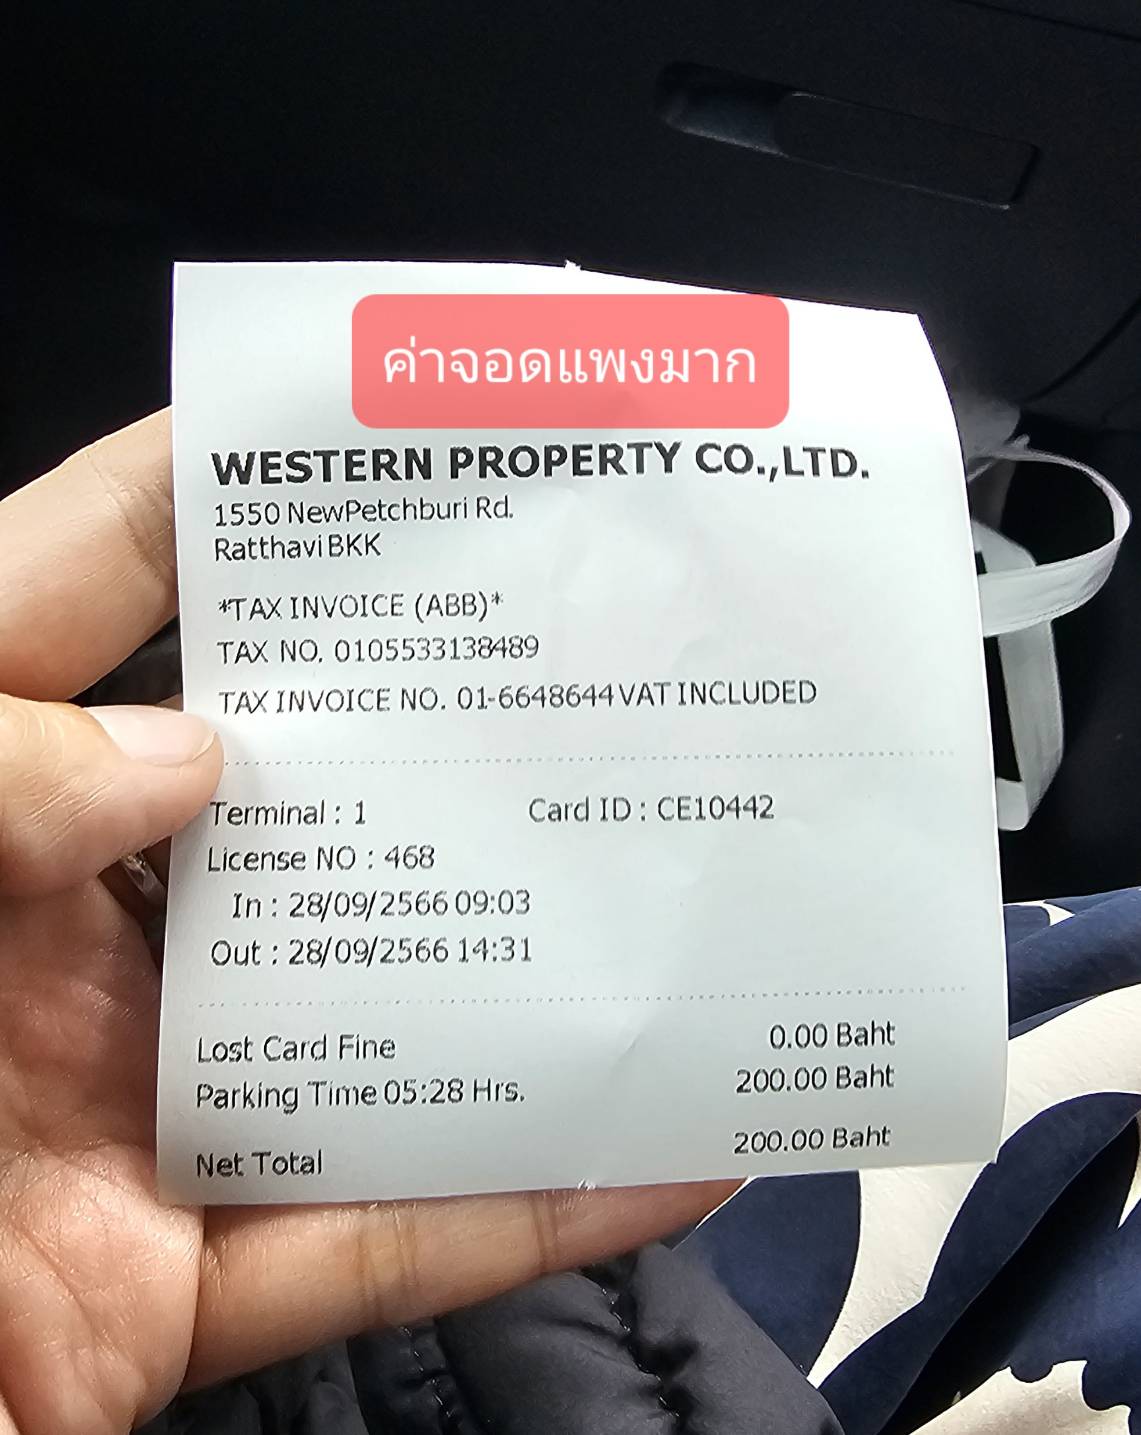 ค่าจอดแพงมาก
WESTERN PROPERTY CO.,LTD.
1550 NewPetchburi Rd.
Ratthavi BKK
*TAX INVOICE (ABB)*
TAX NO. 0105533138489
TAX INVOICE NO. 01-6648644 VAT INCLUDED
Terminal : 1 Card ID : CE10442
License NO : 468
In : 28/09/2566 09:03
Out : 28/09/2566 14:31
Lost Card Fine 0.00 Baht
Parking Time 05:28 Hrs. 200.00 Baht
Net Total 200.00 Baht